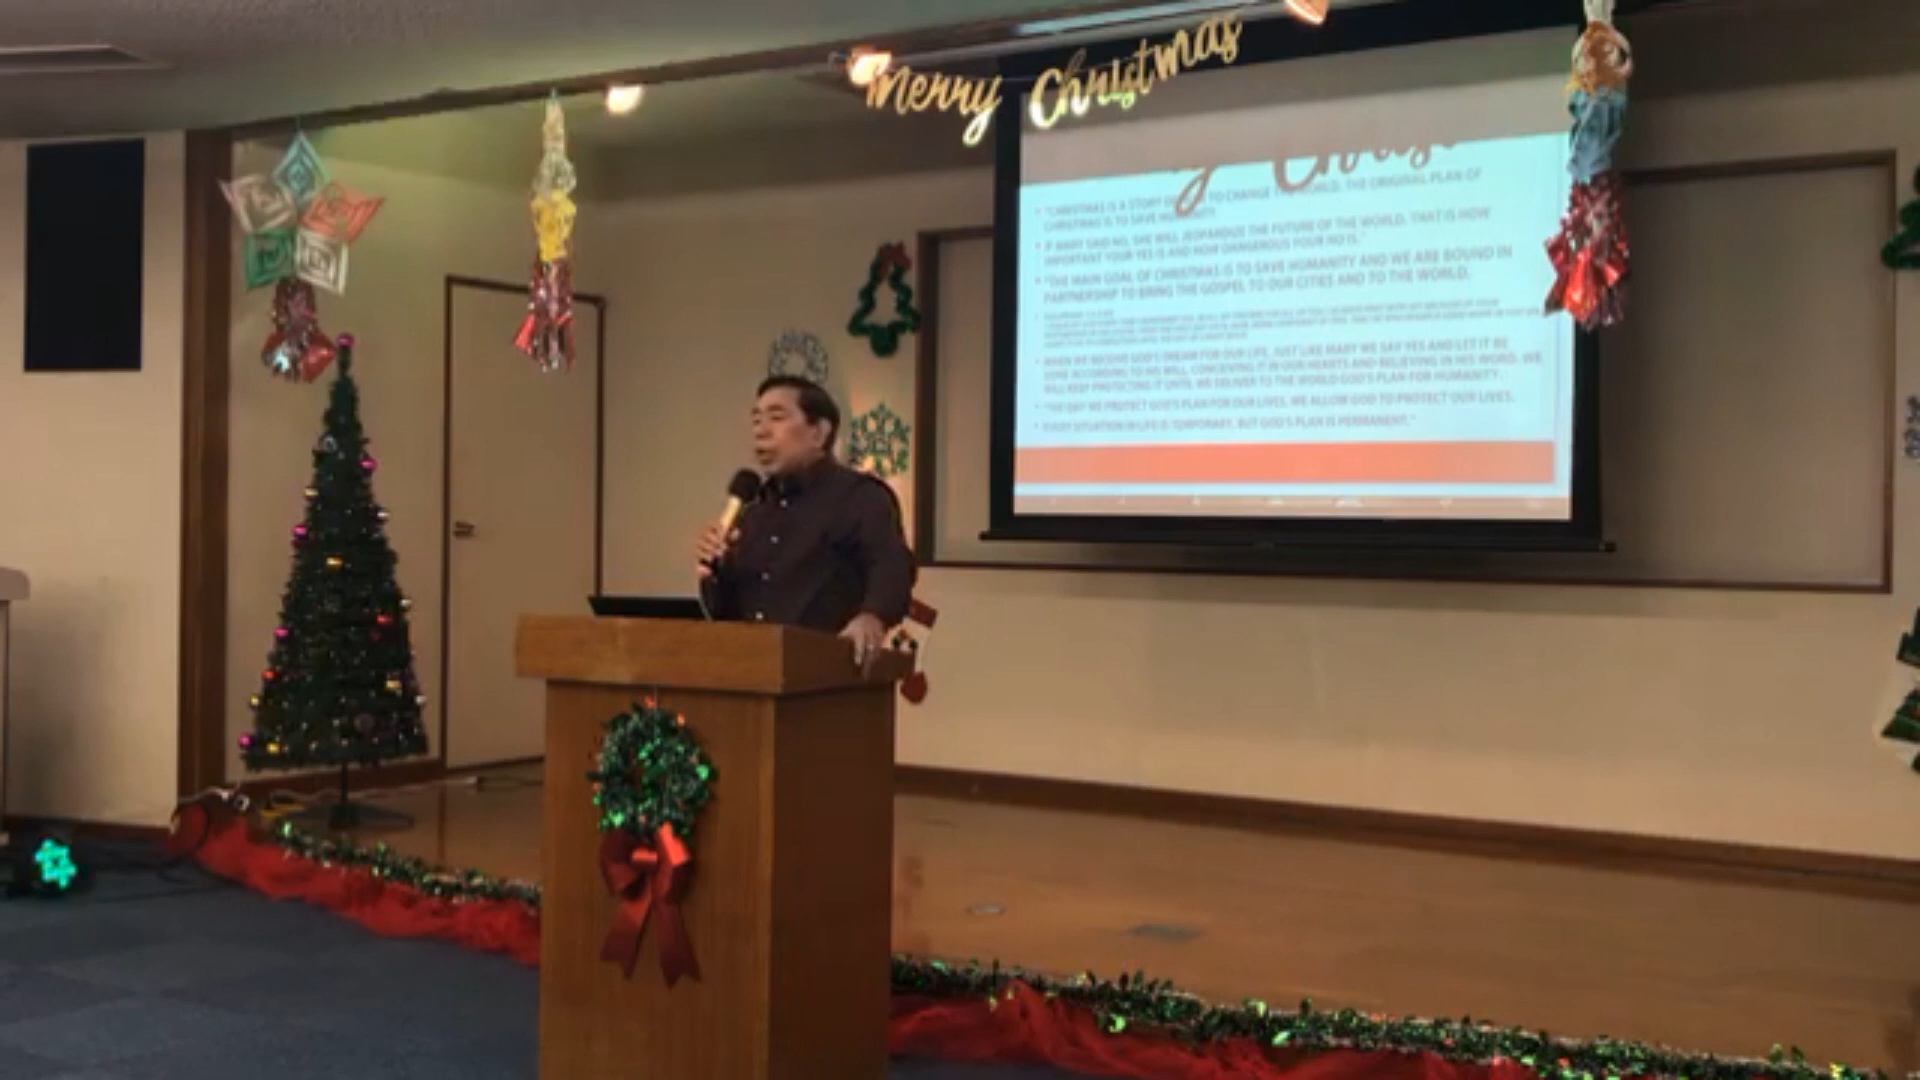 Merry Christmas
"CHRISTMAS IS A STORY TO CHANGE WORLD. THE ORIGINAL PLAN OF
CHRISTMAS IS TO SAVE HUMANITY.
IF MARY SAID NO, SHE WILL JEOPARDIZE THE FUTURE OF THE WORLD. THAT IS HOW
IMPORTANT YOUR YES IS AND HOW DANGEROUS YOUR NO IS."
"THE MAIN GOAL OF CHRISTMAS IS TO SAVE HUMANITY AND WE ARE BOUND IN
PARTNERSHIP TO BRING THE GOSPEL TO OUR CITIES AND TO THE WORLD.
WHEN WE RECEIVE GOD'S DREAM FOR OUR LIFE, JUST LIKE MARY WE SAY YES AND LET IT BE
DONE ACCORDING TO HIS WILL, CONCEIVING IT IN OUR HEARTS AND BELIEVING IN HIS WORD. WE
WILL KEEP PROTECTING IT UNTIL WE DELIVER TO THE WORLD GOD'S PLAN FOR HUMANITY.
"THE DAY WE PROTECT GOD'S PLAN FOR OUR LIVES, WE ALLOW GOD TO PROTECT OUR LIVES.
EVERY SITUATION IN LIFE IS TEMPORARY, BUT GOD'S PLAN IS PERMANENT."